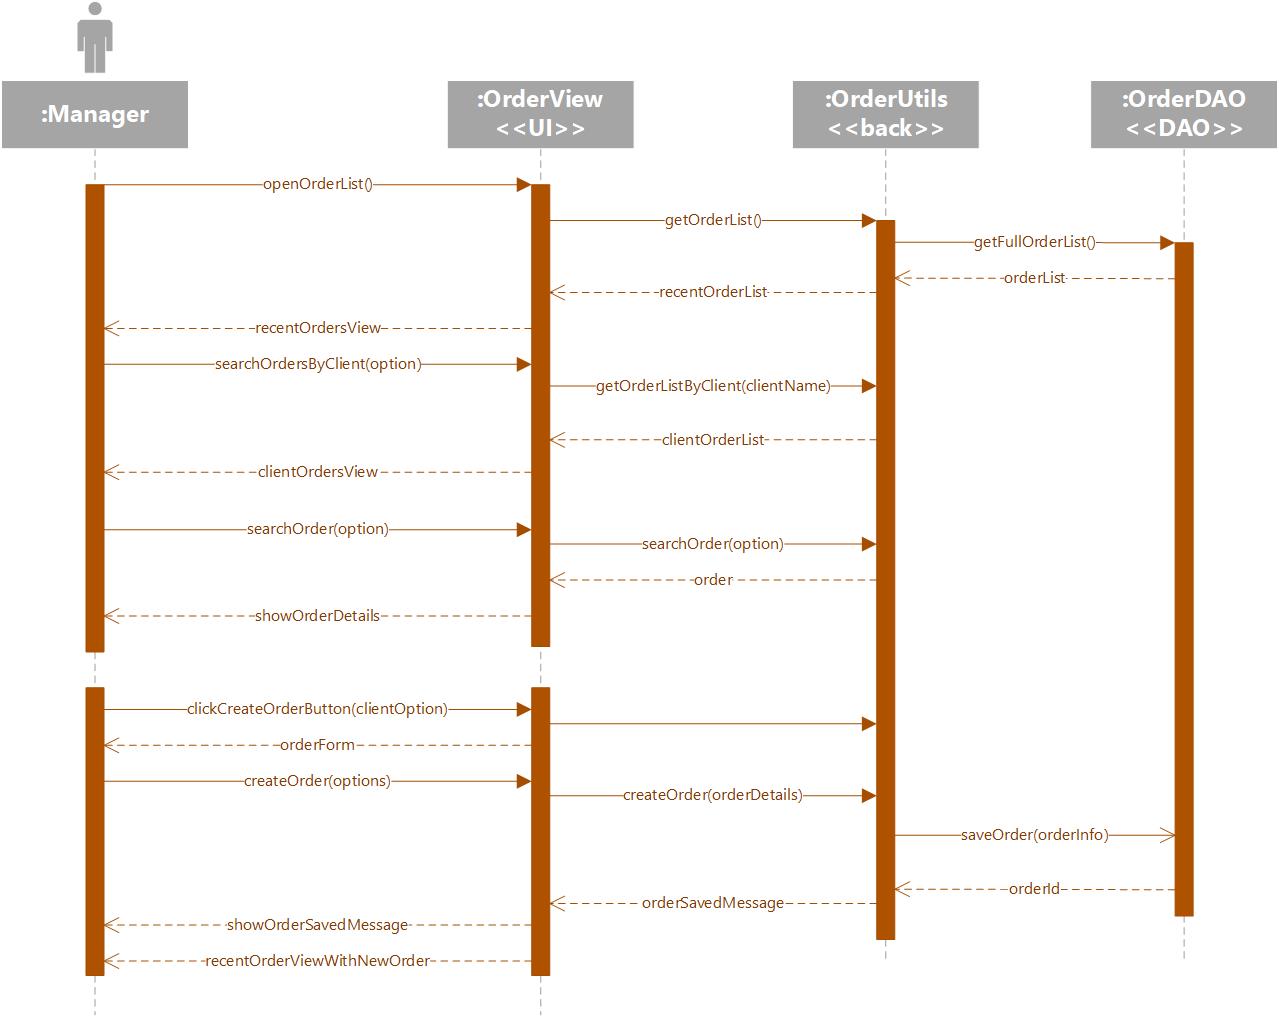 :Manager
:OrderView
<<UI>>
:OrderUtils
<<back>>
:OrderDAO
<<DAO>>
openOrderList()
getOrderList()
getFullOrderList()
orderList
recentOrderList
recentOrdersView
searchOrdersByClient(option)
getOrderListByClient(clientName)
clientOrderList
clientOrdersView
searchOrder(option)
searchOrder(option)
order
showOrderDetails
clickCreateOrderButton(clientOption)
orderForm
createOrder(options)
createOrder(orderDetails)
saveOrder(orderInfo)
orderId
orderSavedMessage
showOrderSavedMessage
recentOrderViewWithNewOrder